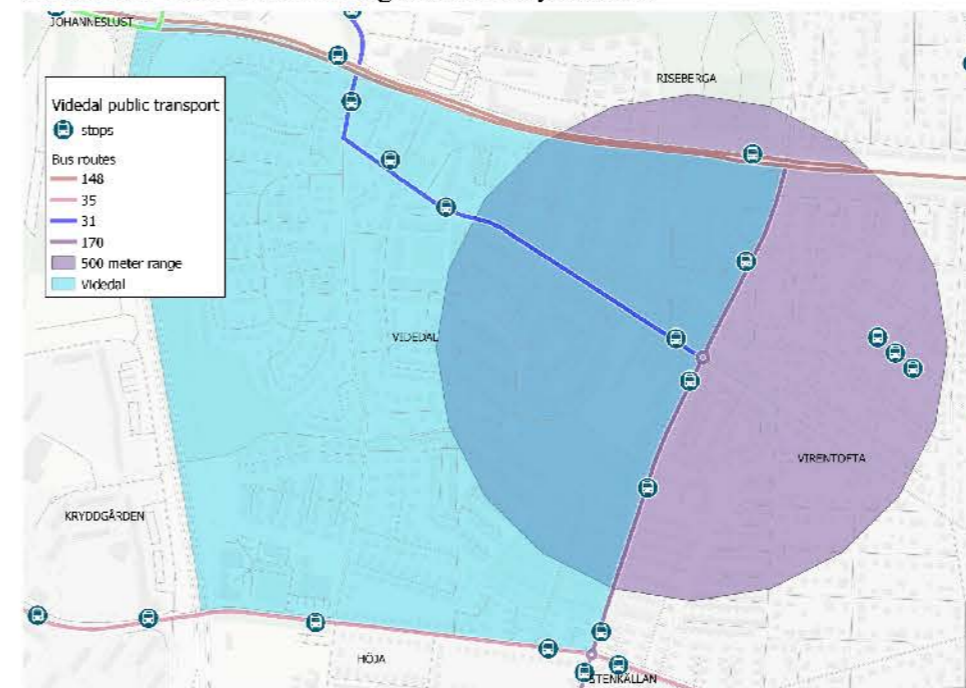 JOHANNESLUST
RISEBERGA
Videdal public transport
stops
Bus routes
148
35
31
170
500 meter range
Videdal
VIDEDAL
VIRENTOFTA
KRYDDGÅRDEN
HÖJA
STENKÄLLAN